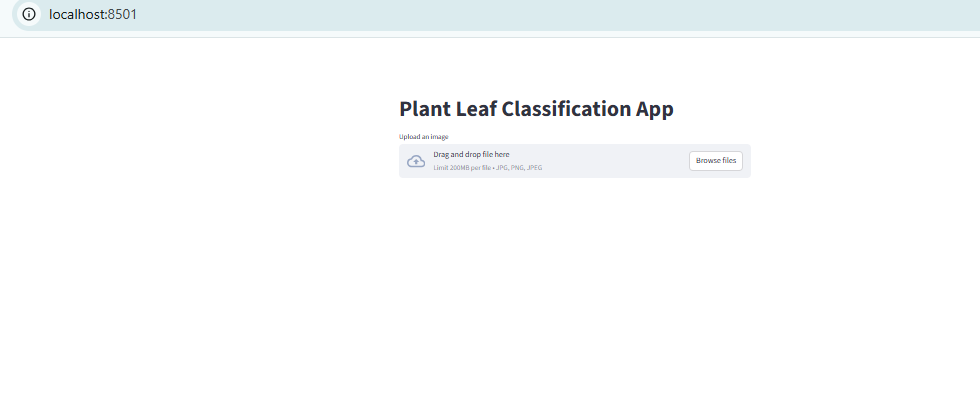 localhost:8501
Plant Leaf Classification App
Upload an image
Drag and drop file here
Limit 200MB per file • JPG, PNG, JPEG
Browse files